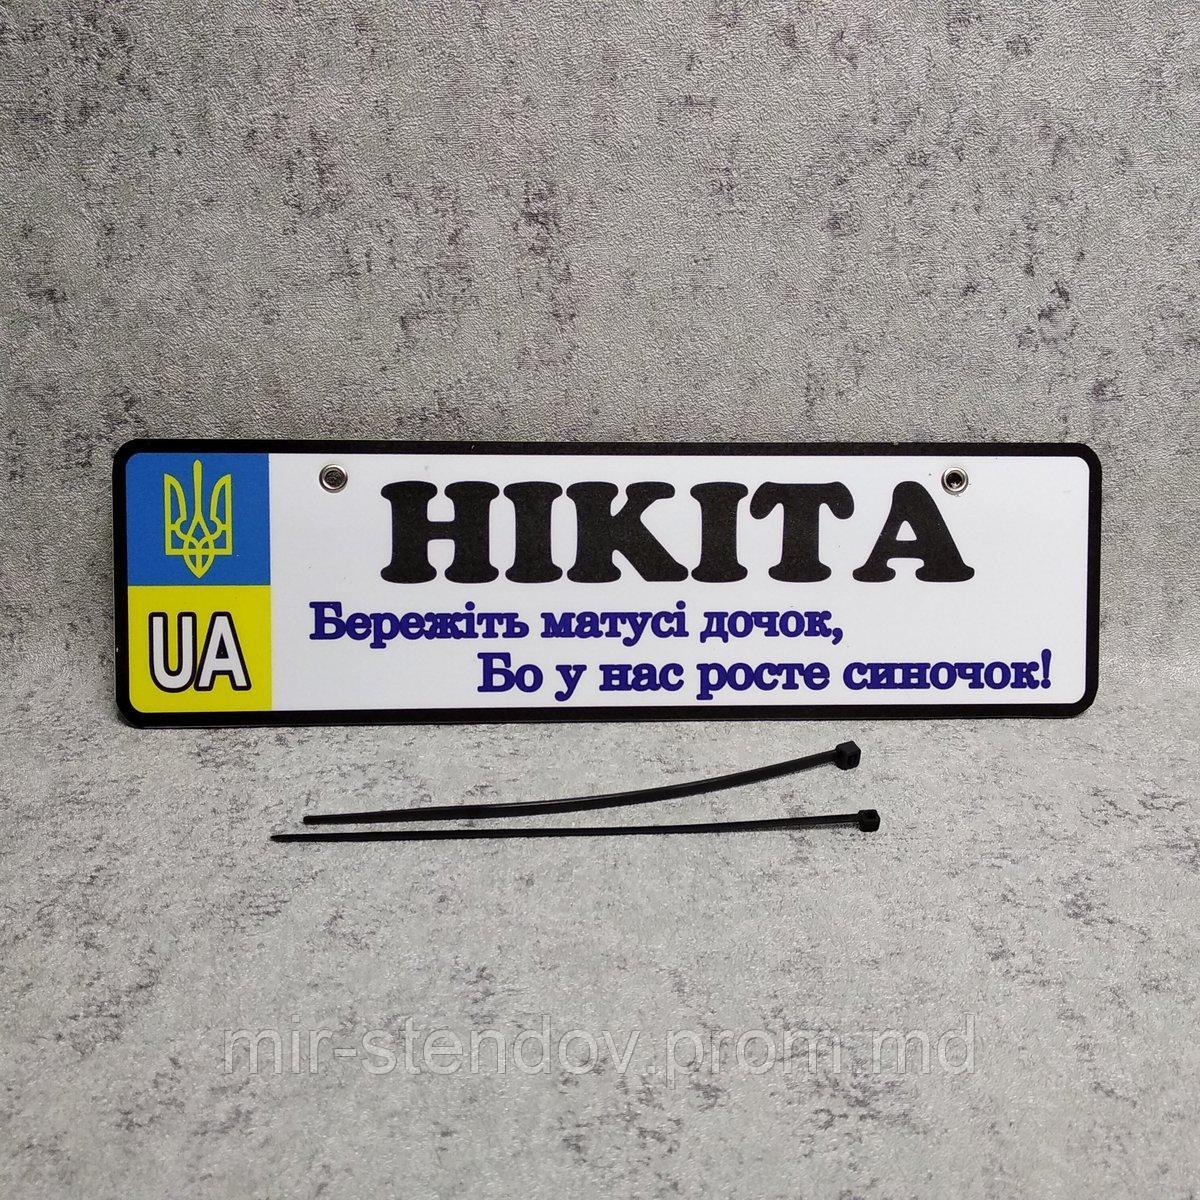 НІКІТА
UA
Бережіть матусі дочок,
Бо у нас росте синочок!
mir-stendov.prom.md